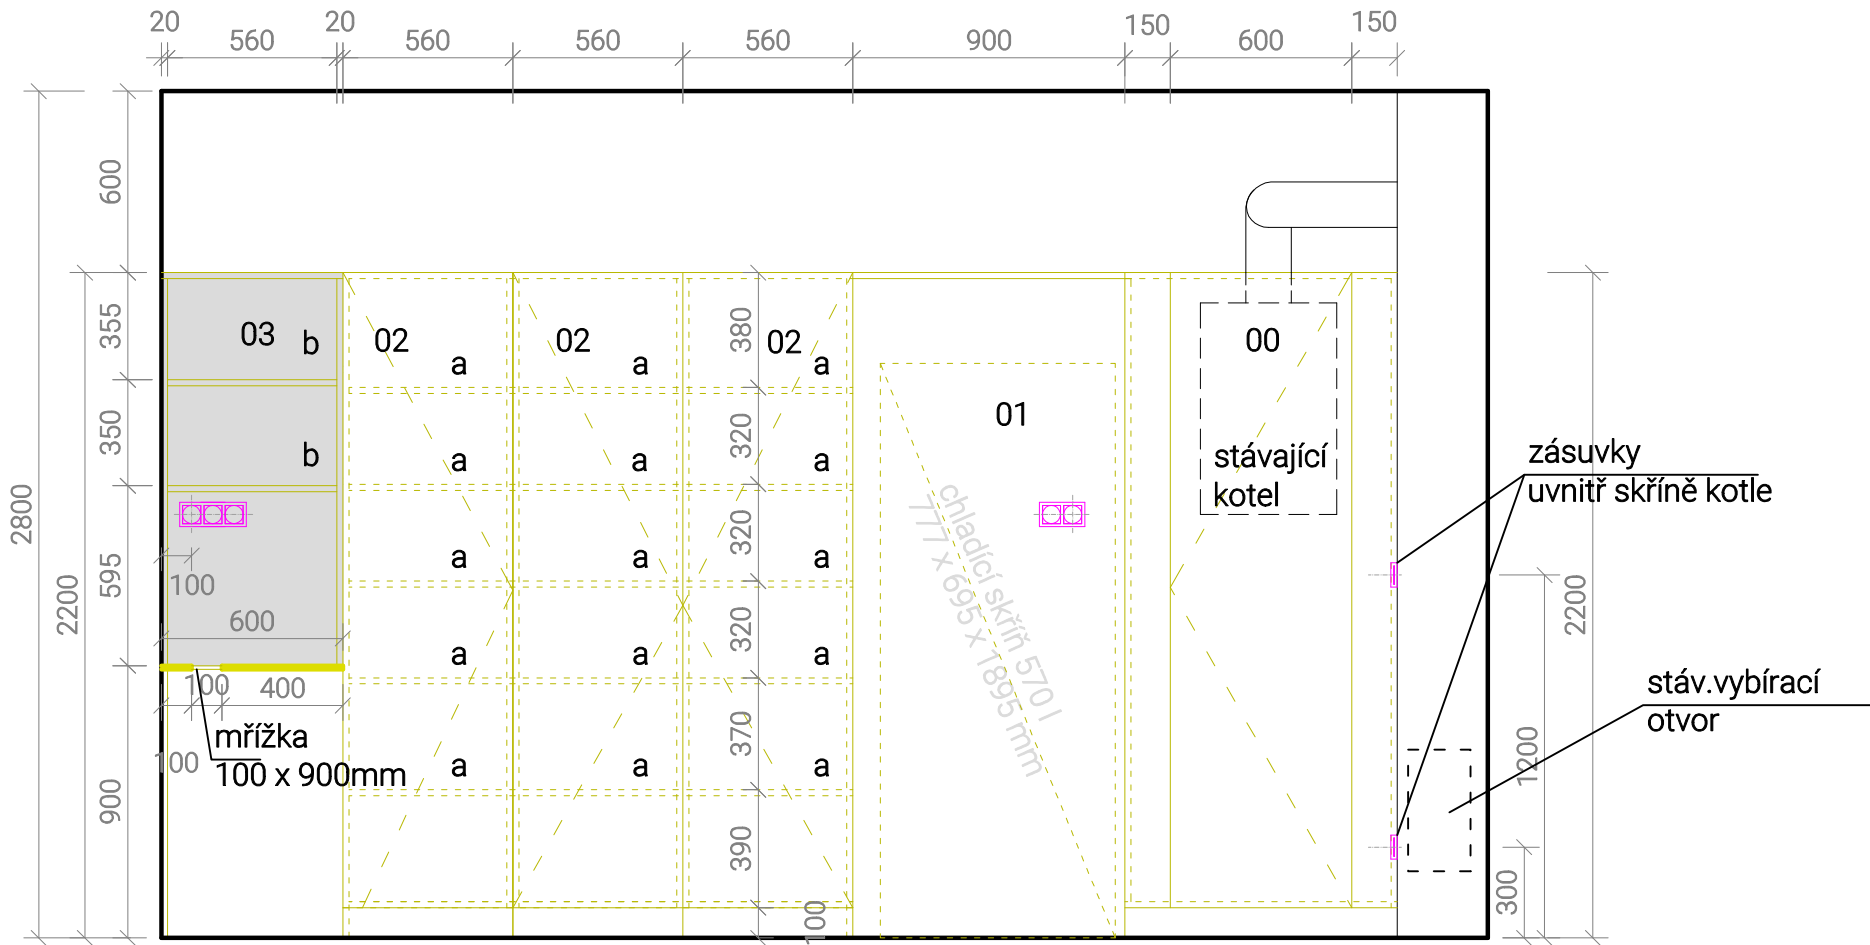 20
560
20
560
560
560
900
150
600
150
600
355
350
595
900
2800
2200
03
b
b
100
600
100
400
100
mřížka
100 x 900mm
02
a
a
a
a
a
02
a
a
a
a
a
02
a
a
a
a
a
380
320
320
320
370
390
100
01
chladící skříň 570 l
777 x 695 x 1895 mm
00
stávající
kotel
zásuvky
uvnitř skříně kotle
stáv.vybírací
otvor
2200
1200
300